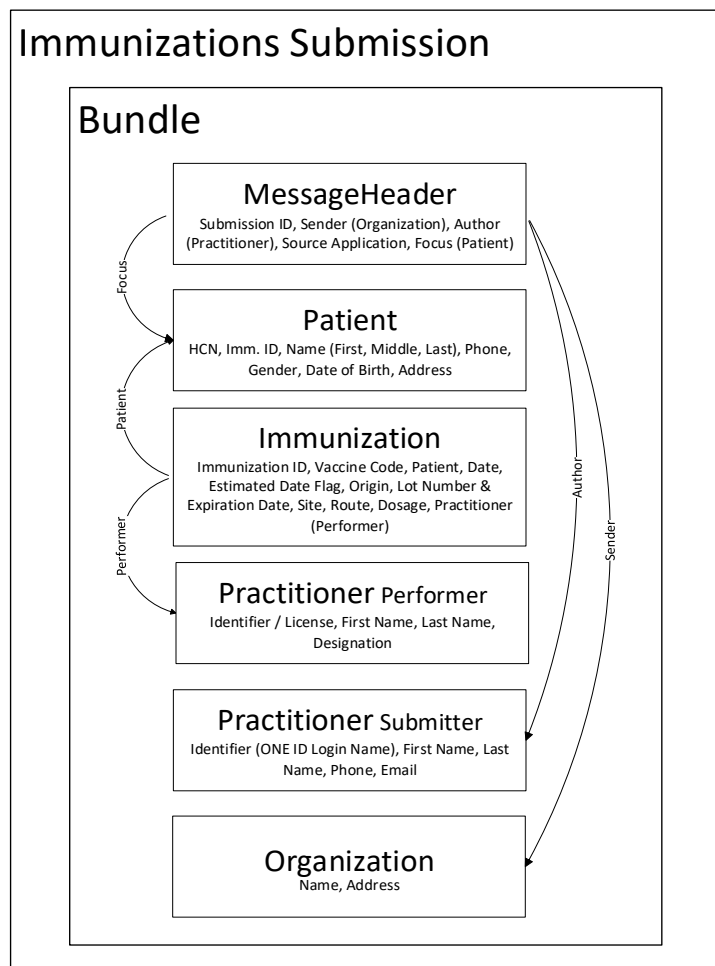 Immunizations Submission
Bundle
MessageHeader
Submission ID, Sender (Organization), Author
(Practitioner), Source Application, Focus (Patient)
Focus
Patient
HCN, Imm. ID, Name (First, Middle, Last), Phone,
Gender, Date of Birth, Address
Patient
Immunization
Immunization ID, Vaccine Code, Patient, Date,
Estimated Date Flag, Origin, Lot Number &
Expiration Date, Site, Route, Dosage, Practitioner
(Performer)
Author
Sender
Performer
Practitioner Performer
Identifier / License, First Name, Last Name,
Designation
Practitioner Submitter
Identifier (ONE ID Login Name), First Name, Last
Name, Phone, Email
Organization
Name, Address